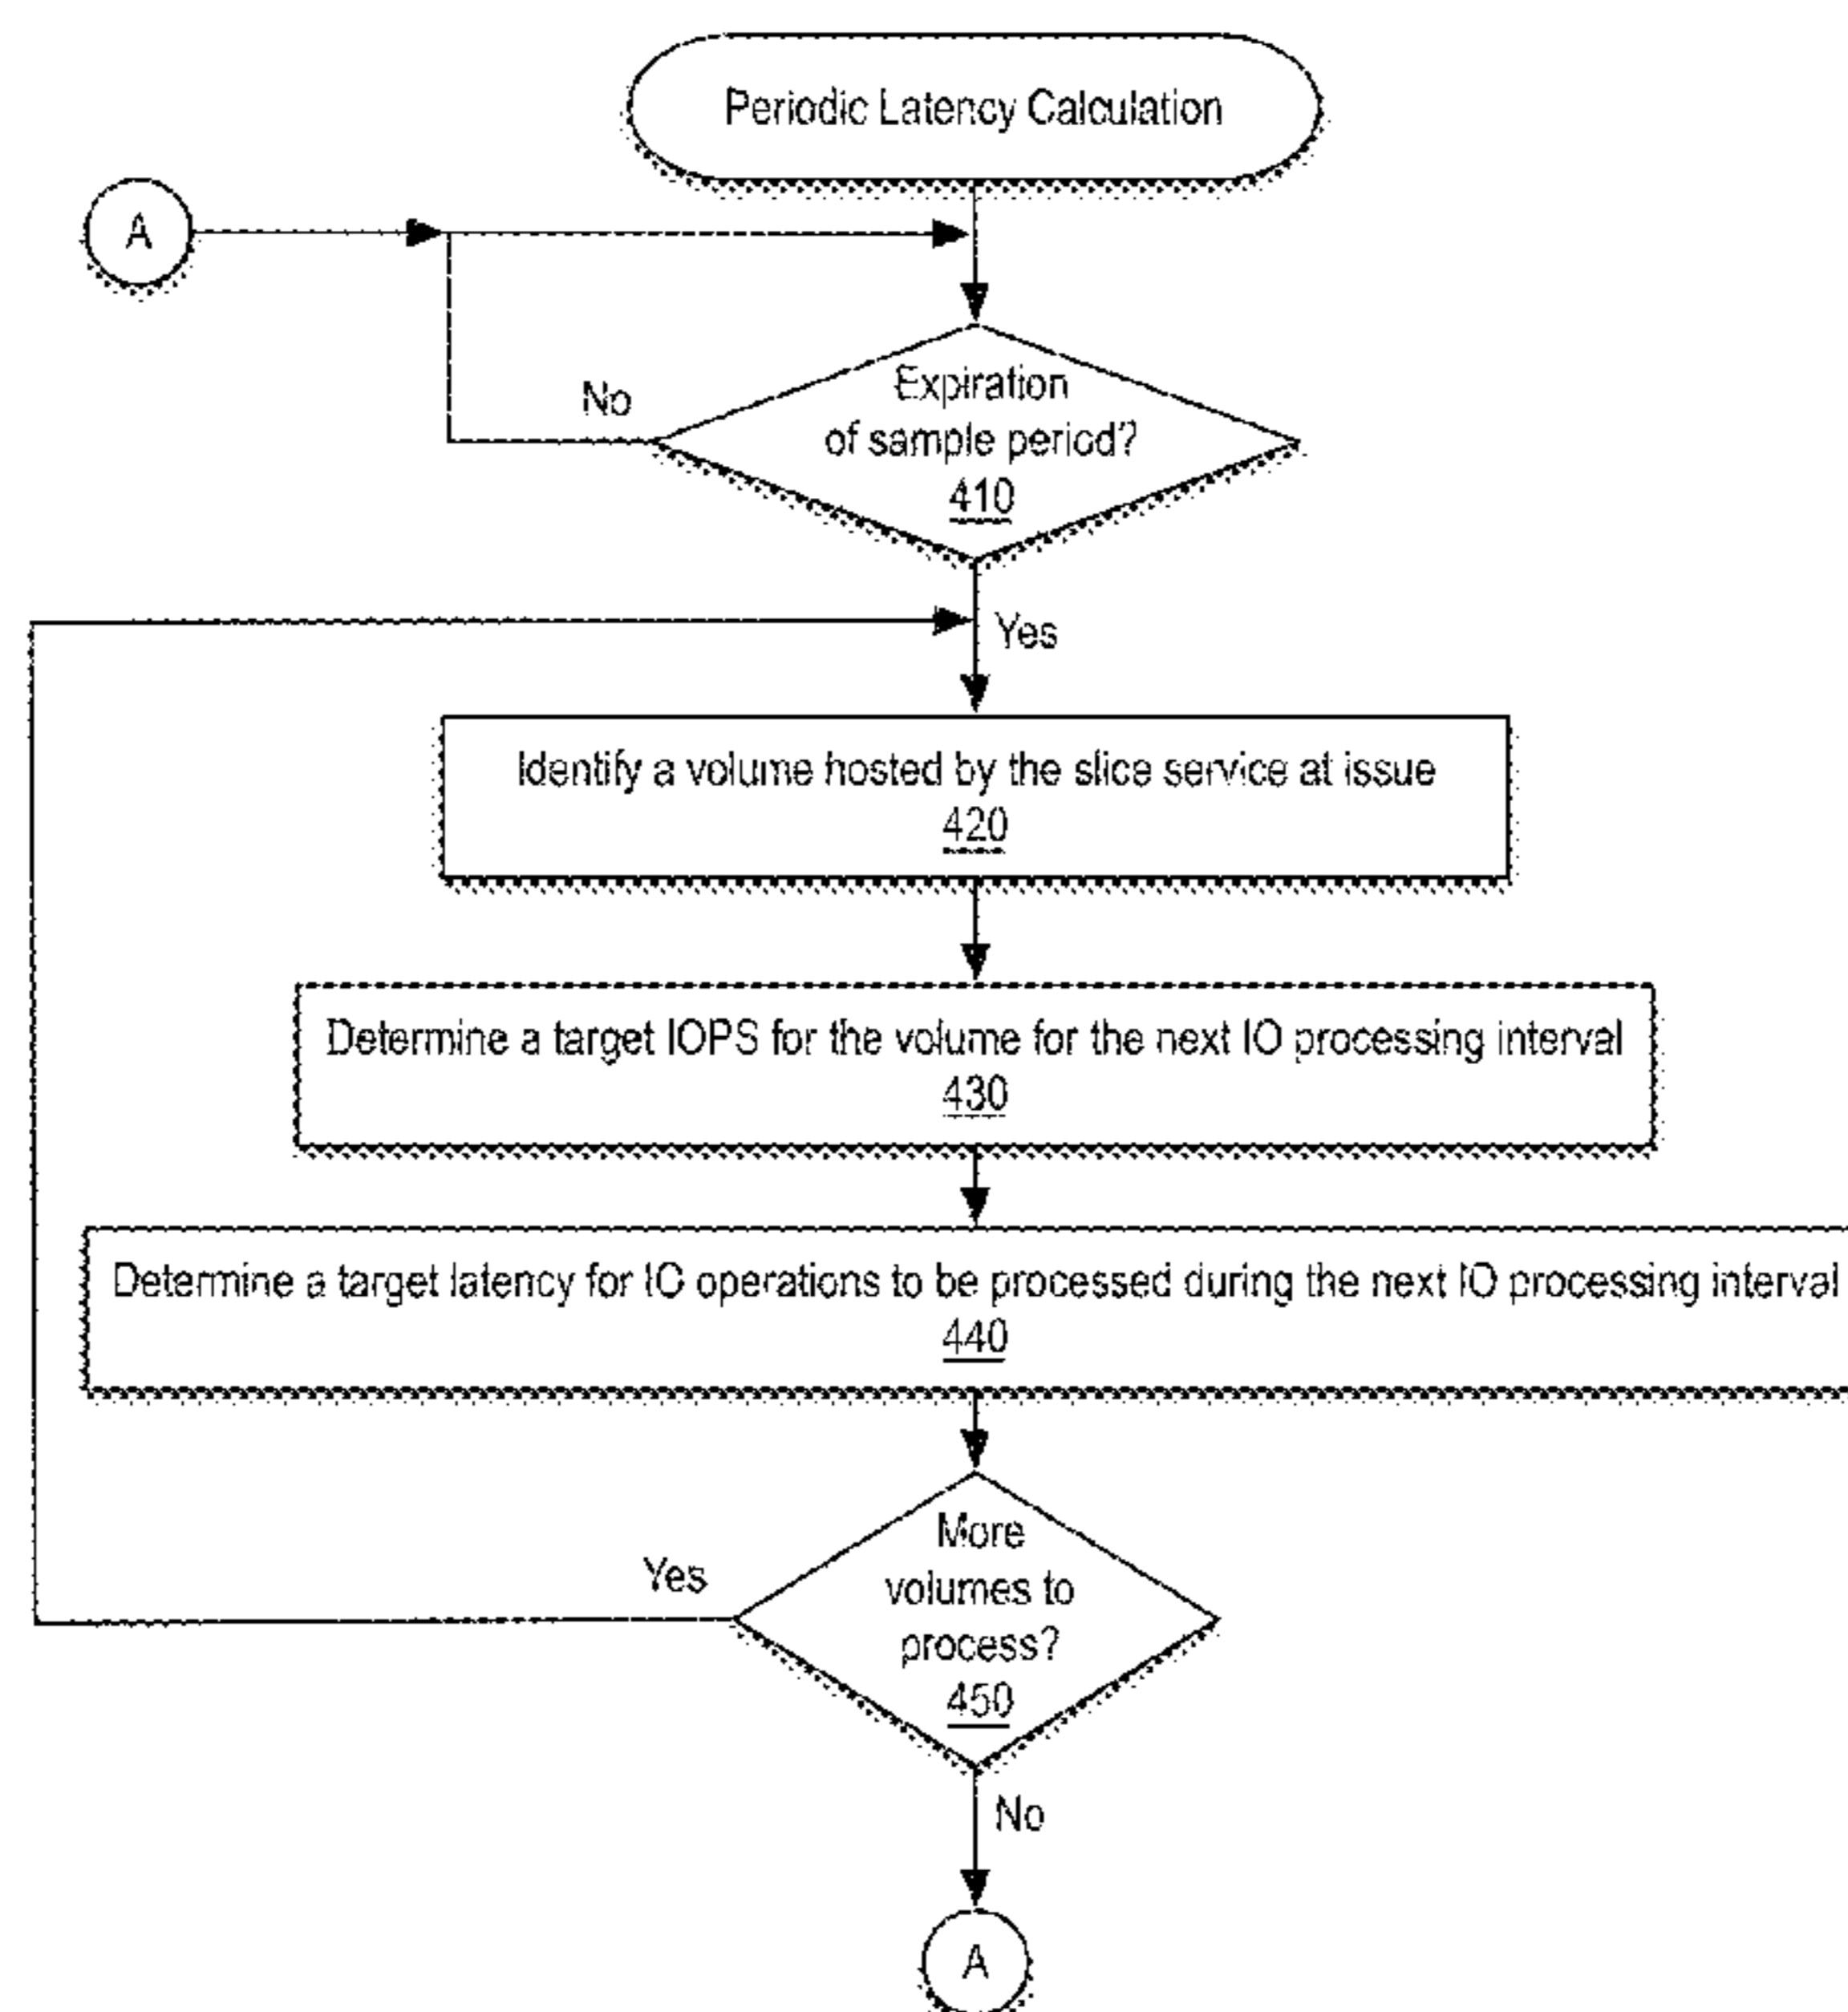 Periodic Latency Calculation
A
Expiration
of sample period?
410
No
Yes
Identify a volume hosted by the slice service at issue
420
Determine a target IOPS for the volume for the next IO processing interval
430
Determine a target latency for IO operations to be processed during the next IO processing interval
440
More
volumes to
process?
450
Yes
No
A